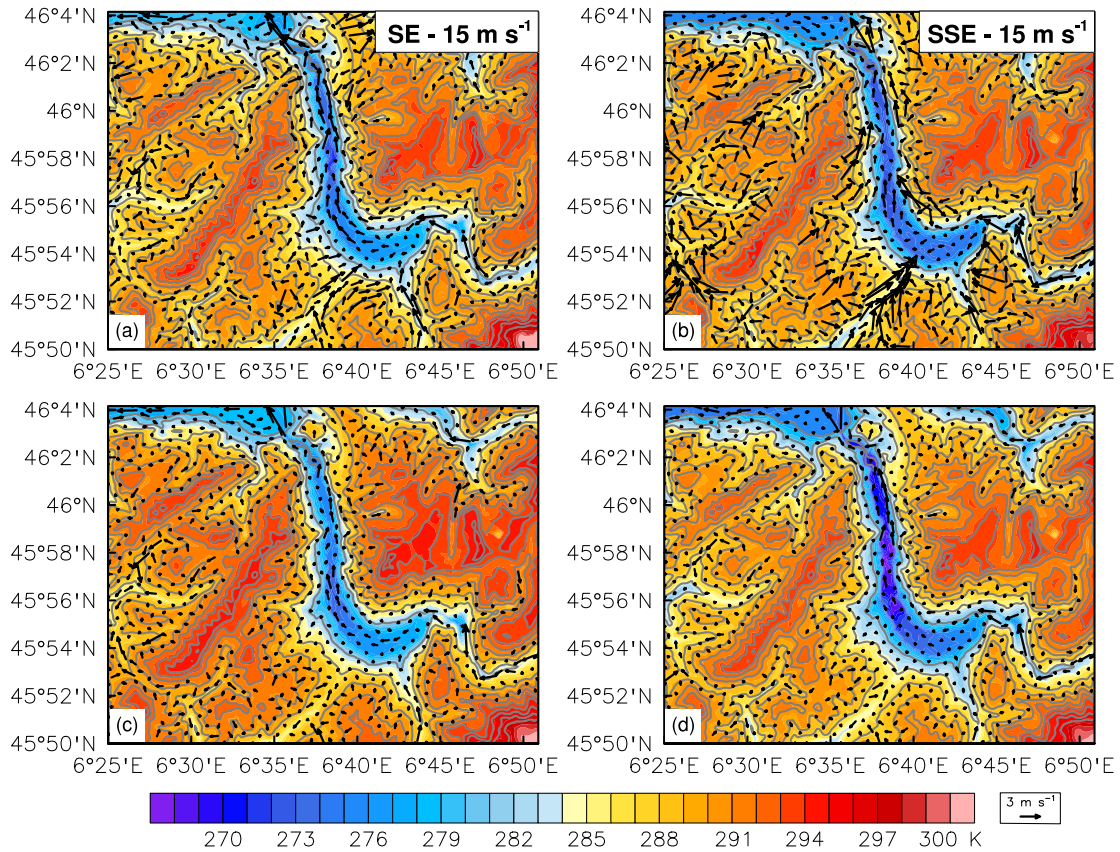 46°4'N
46°2'N
46°N
45°58'N
45°56'N
45°54'N
45°52'N
45°50'N
SE - 15 m s⁻¹
(a)
6°25'E 6°30'E 6°35'E 6°40'E 6°45'E 6°50'E
46°4'N
46°2'N
46°N
45°58'N
45°56'N
45°54'N
45°52'N
45°50'N
SSE - 15 m s⁻¹
(b)
6°25'E 6°30'E 6°35'E 6°40'E 6°45'E 6°50'E
46°4'N
46°2'N
46°N
45°58'N
45°56'N
45°54'N
45°52'N
45°50'N
(c)
6°25'E 6°30'E 6°35'E 6°40'E 6°45'E 6°50'E
46°4'N
46°2'N
46°N
45°58'N
45°56'N
45°54'N
45°52'N
45°50'N
(d)
6°25'E 6°30'E 6°35'E 6°40'E 6°45'E 6°50'E
270 273 276 279 282 285 288 291 294 297 300 K
3 m s⁻¹